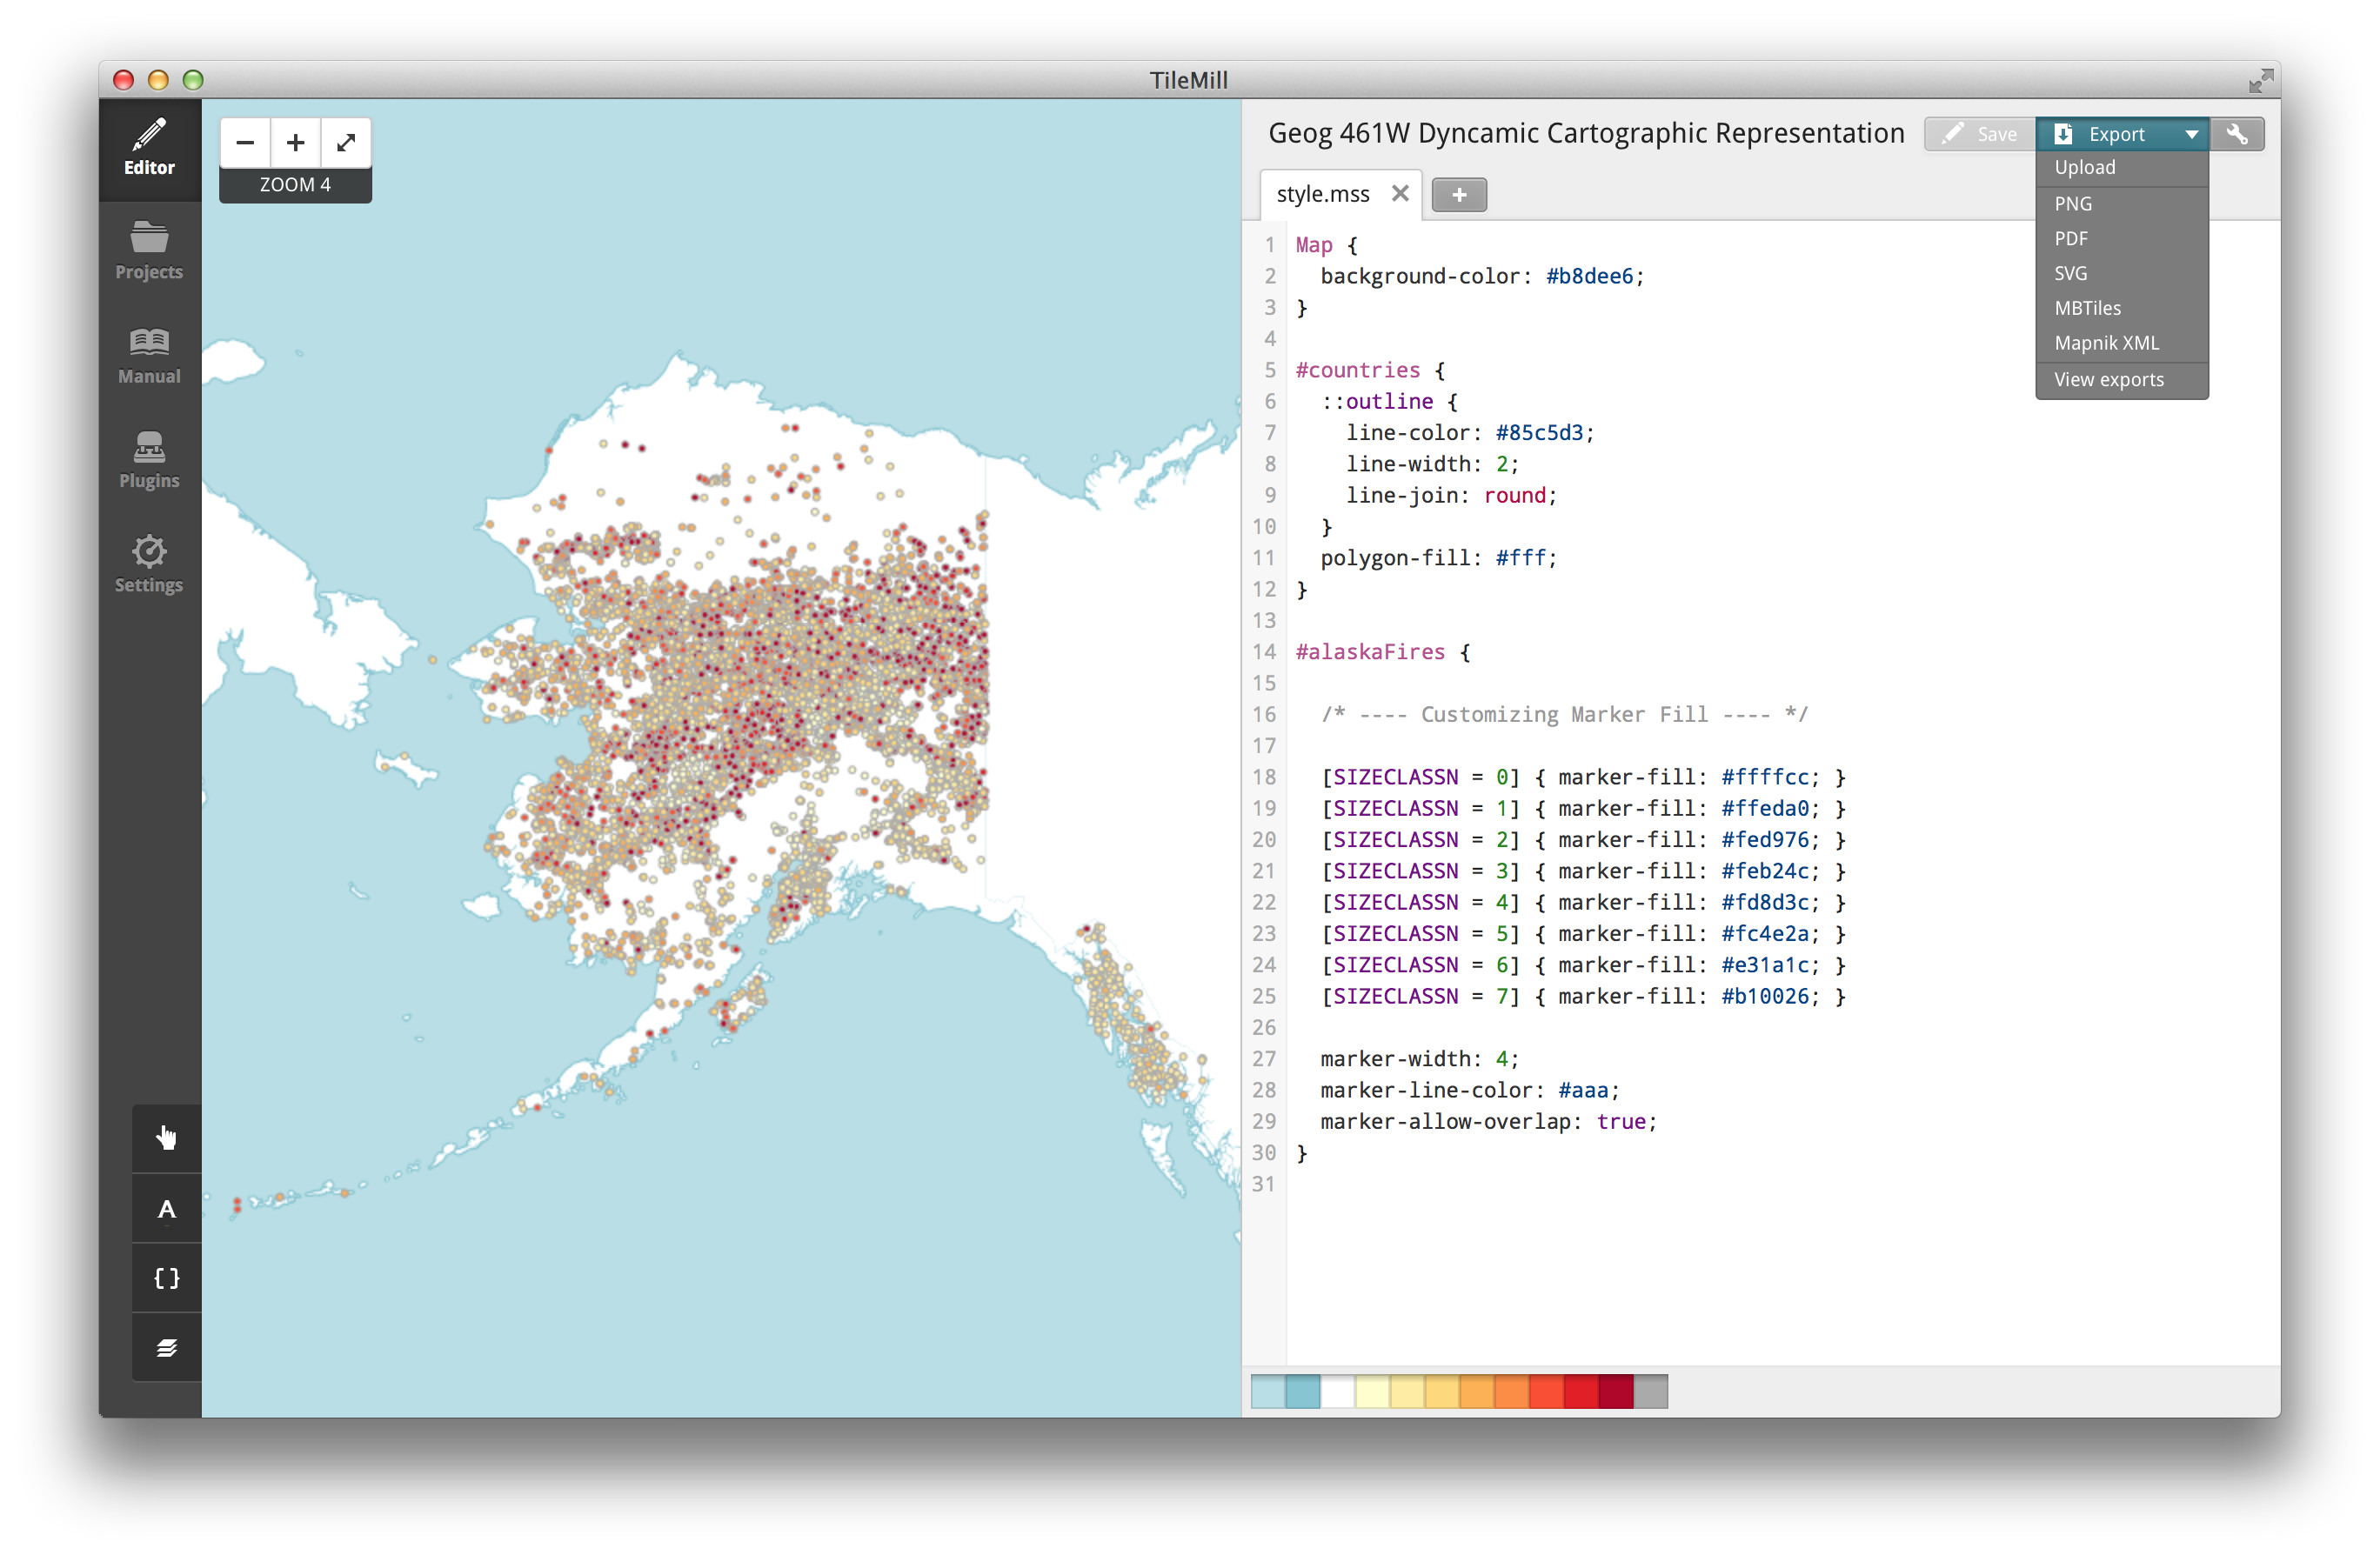 TileMill
Editor
Projects
Manual
Plugins
Settings
ZOOM 4
A
{ }
Geog 461W Dyncamic Cartographic Representation
Save
Export
Upload
PNG
PDF
SVG
MBTiles
Mapnik XML
View exports
style.mss
1 Map {
2 background-color: #b8dee6;
3 }
4
5 #countries {
6 ::outline {
7 line-color: #85c5d3;
8 line-width: 2;
9 line-join: round;
10 }
11 polygon-fill: #fff;
12 }
13
14 #alaskaFires {
15
16 /* ---- Customizing Marker Fill ---- */
17
18 [SIZECLASSN = 0] { marker-fill: #ffffcc; }
19 [SIZECLASSN = 1] { marker-fill: #ffeda0; }
20 [SIZECLASSN = 2] { marker-fill: #fed976; }
21 [SIZECLASSN = 3] { marker-fill: #feb24c; }
22 [SIZECLASSN = 4] { marker-fill: #fd8d3c; }
23 [SIZECLASSN = 5] { marker-fill: #fc4e2a; }
24 [SIZECLASSN = 6] { marker-fill: #e31a1c; }
25 [SIZECLASSN = 7] { marker-fill: #b10026; }
26
27 marker-width: 4;
28 marker-line-color: #aaa;
29 marker-allow-overlap: true;
30 }
31